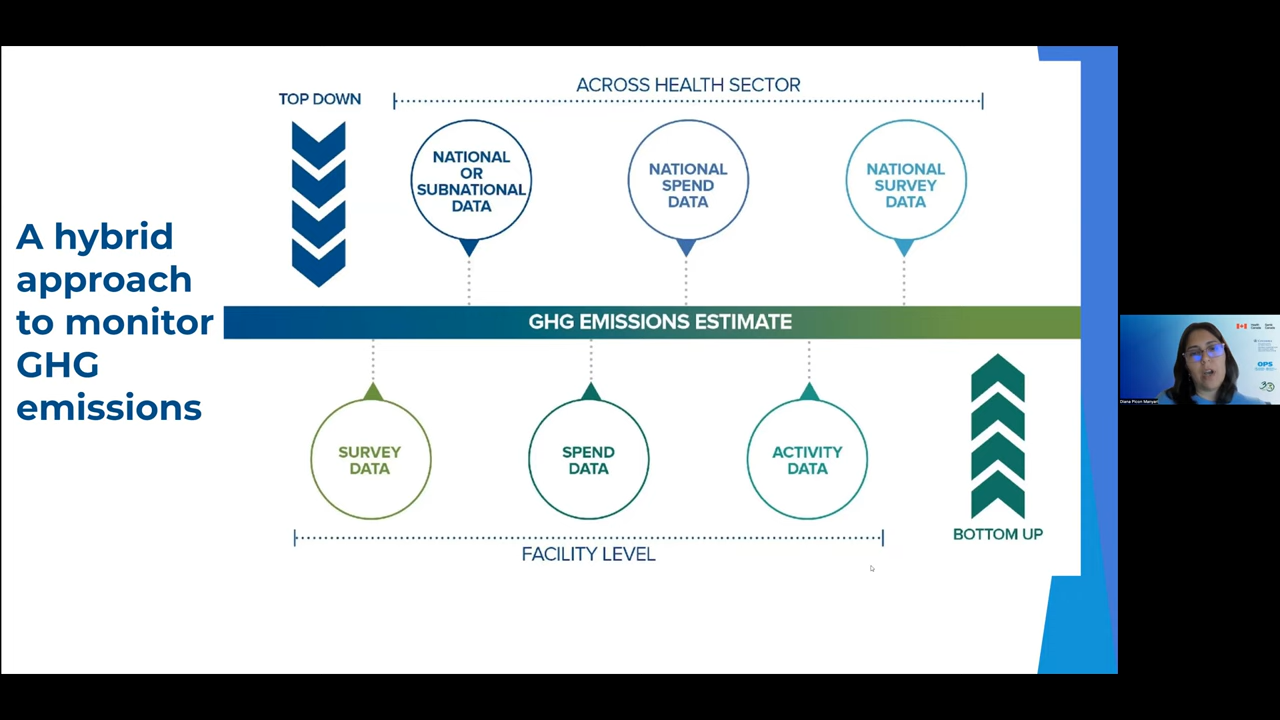 A hybrid
approach
to monitor
GHG
emissions
TOP DOWN
ACROSS HEALTH SECTOR
NATIONAL
OR
SUBNATIONAL
DATA
NATIONAL
SPEND
DATA
NATIONAL
SURVEY
DATA
GHG EMISSIONS ESTIMATE
SURVEY
DATA
SPEND
DATA
ACTIVITY
DATA
BOTTOM UP
FACILITY LEVEL
OPS